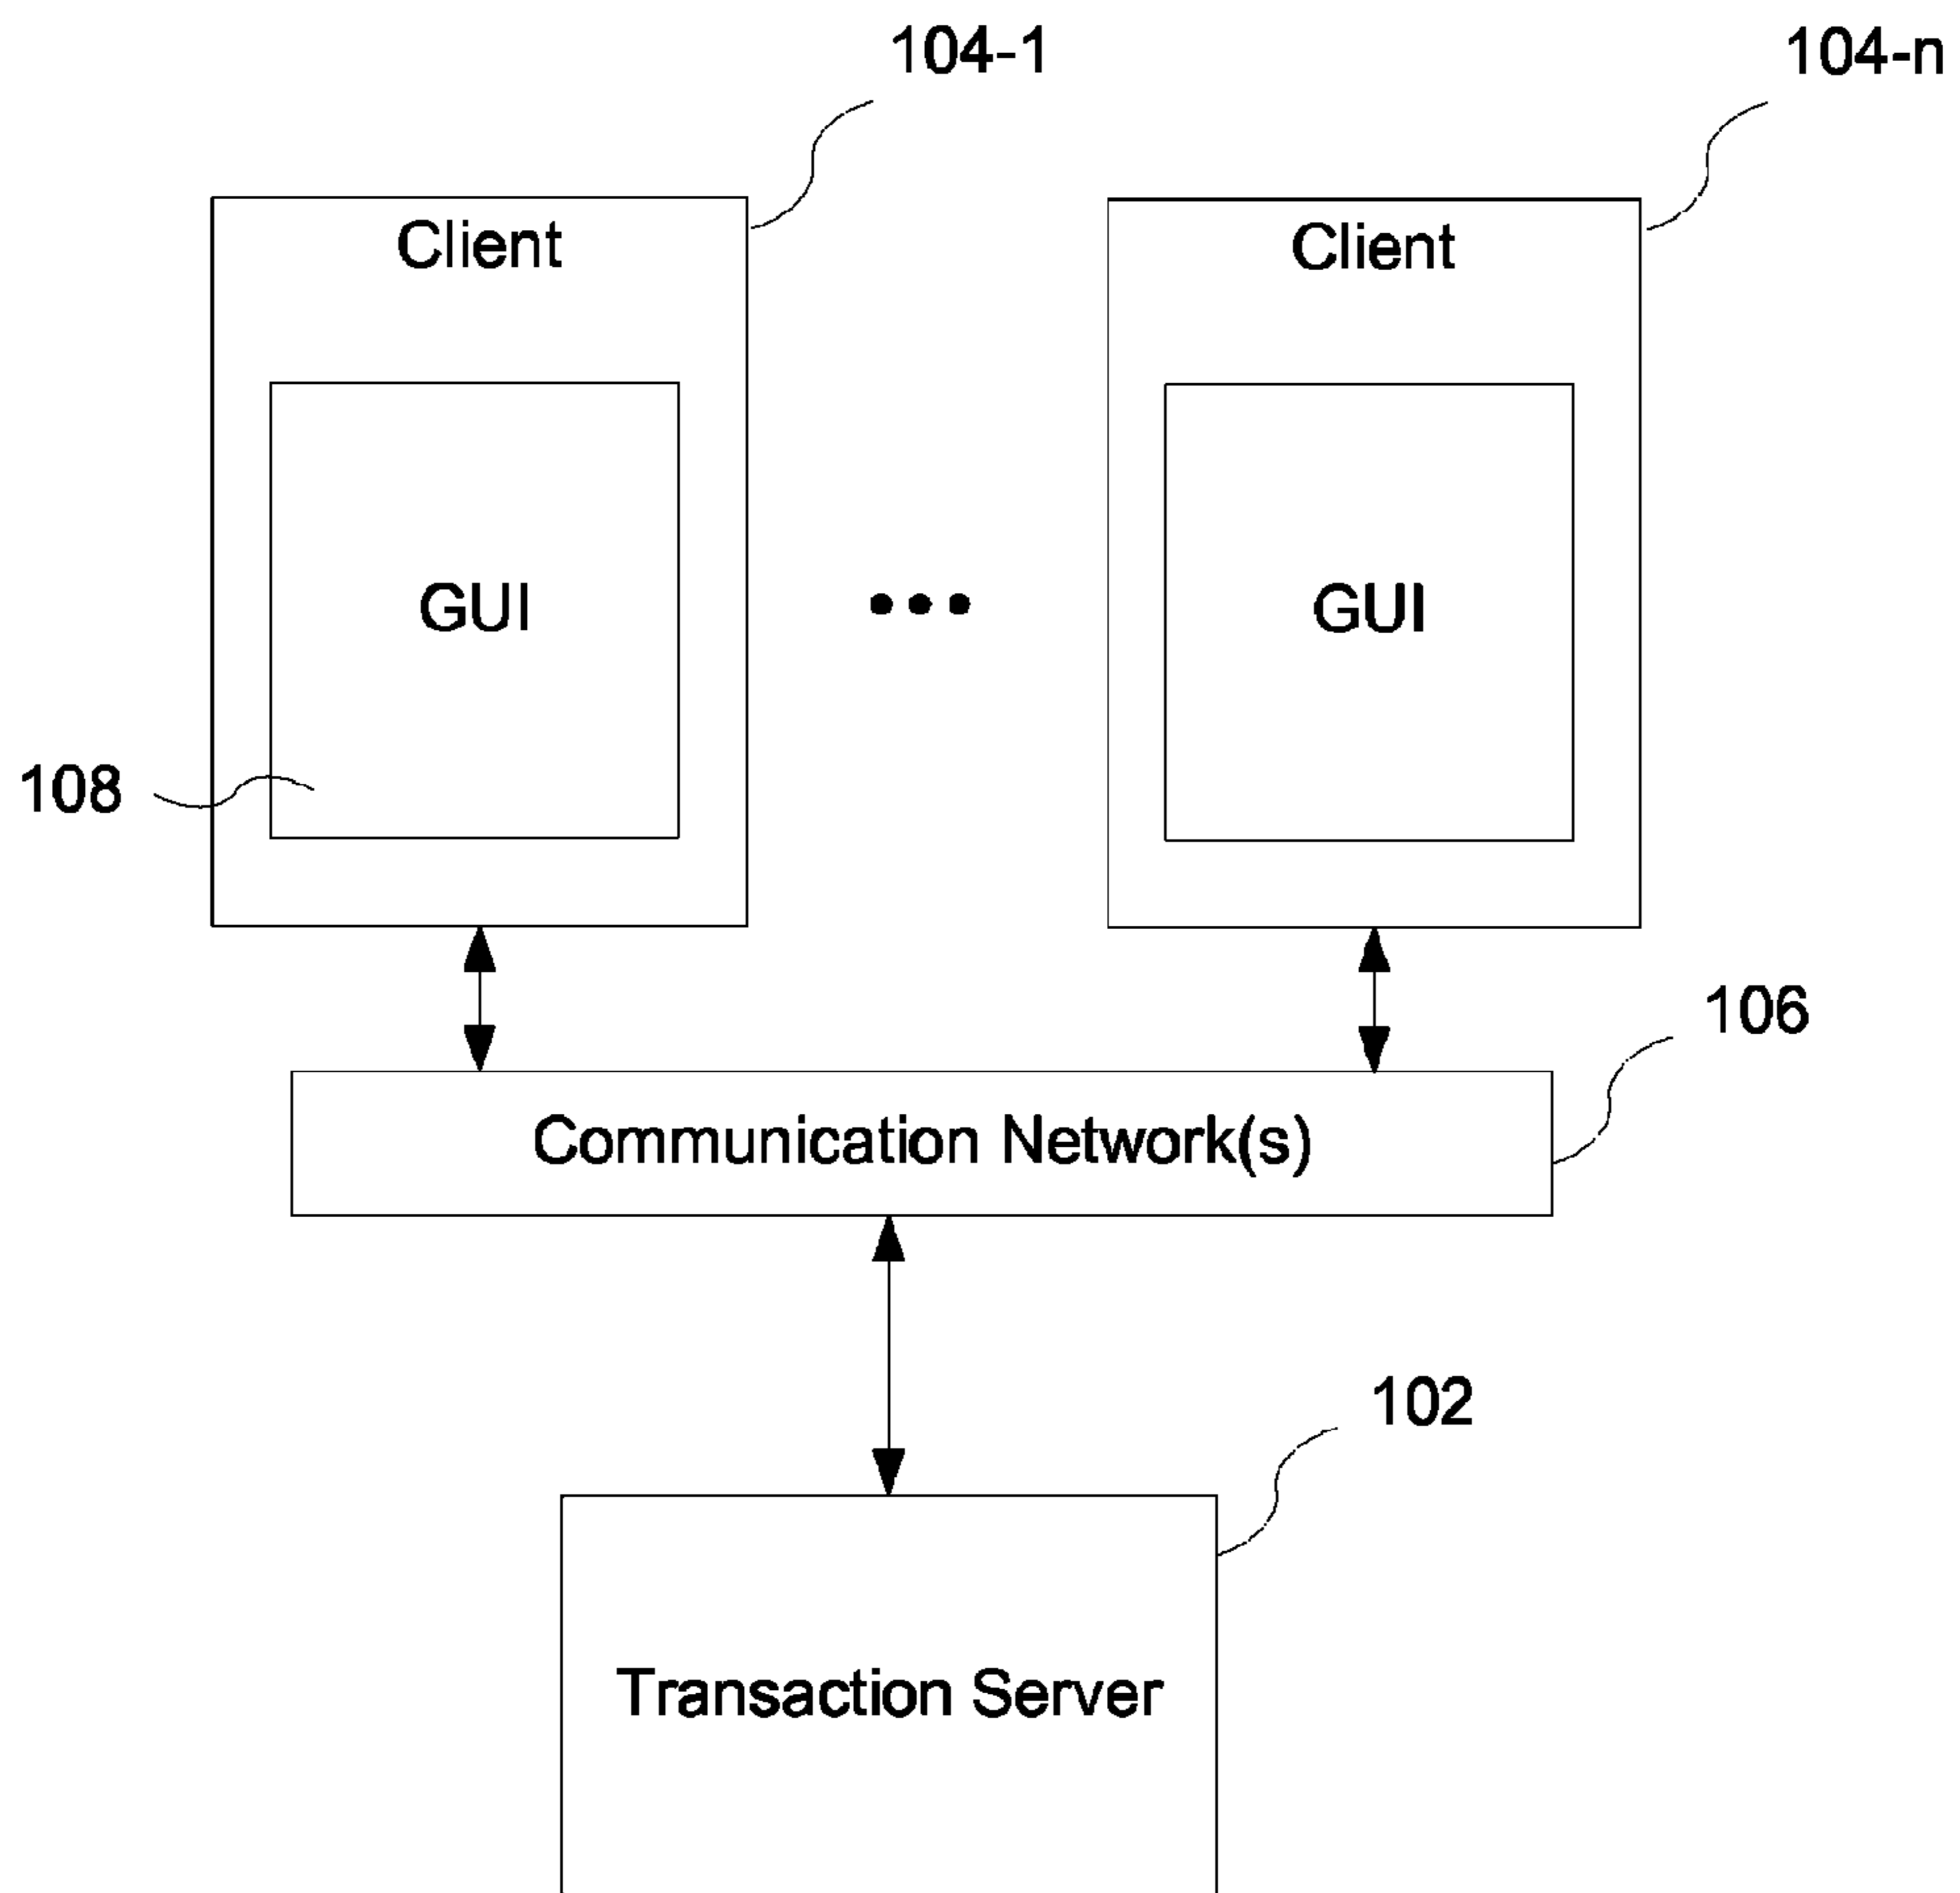 104-1
104-n
Client
Client
GUI
GUI
108
106
Communication Network(s)
102
Transaction Server